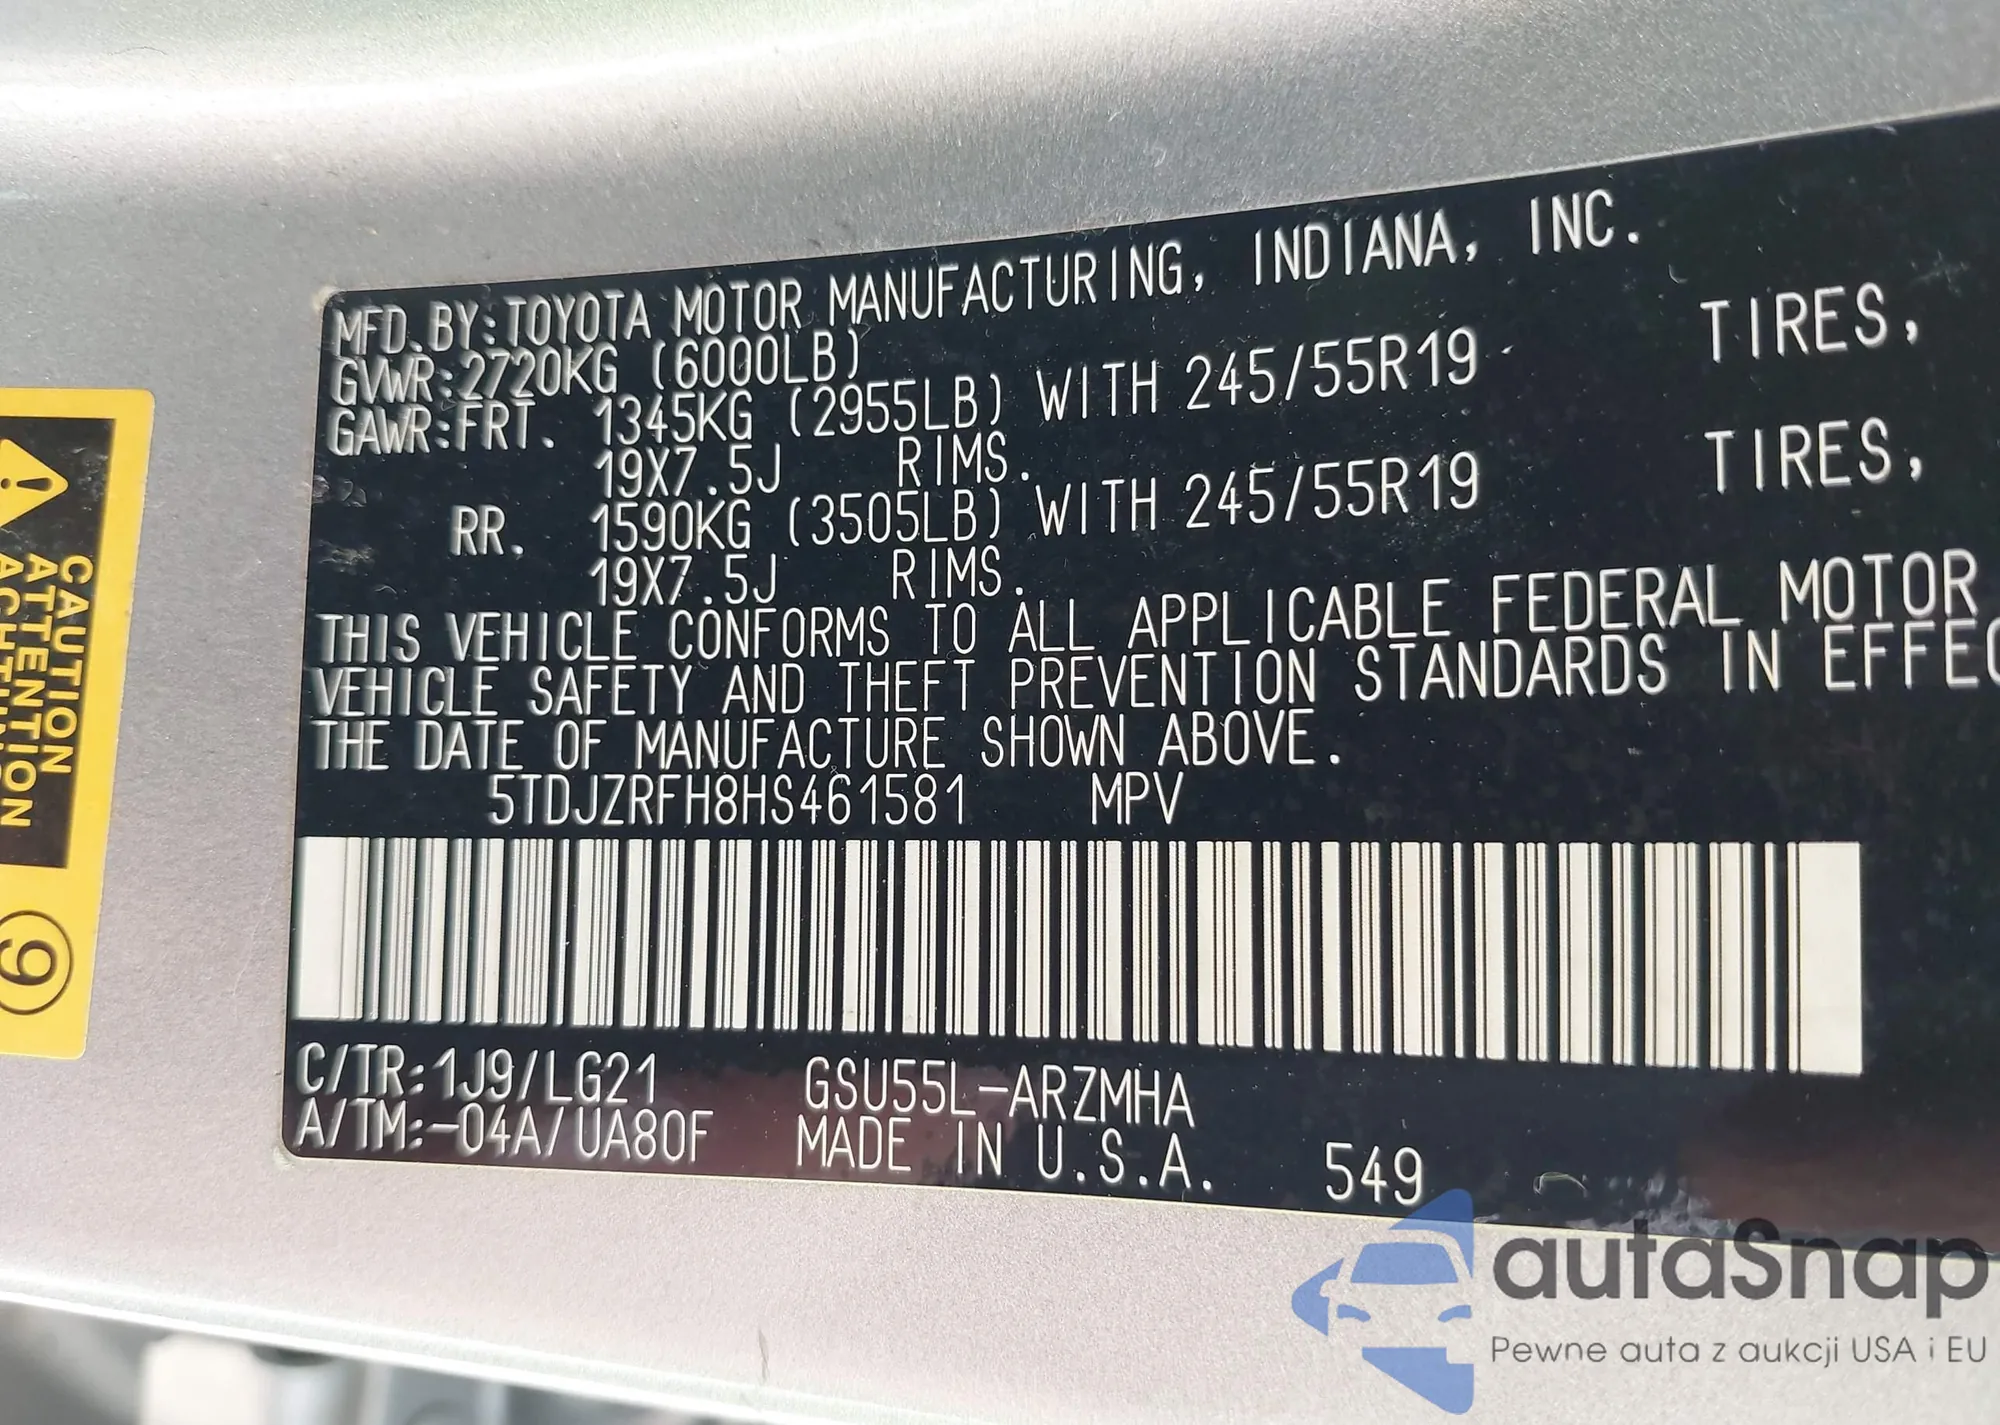 MFD.BY:TOYOTA MOTOR MANUFACTURING, INDIANA, INC.
GVWR:2720KG (6000LB)
GAWR:FRT. 1345KG (2955LB) WITH 245/55R19 TIRES,
19X7.5J RIMS.
RR. 1590KG (3505LB) WITH 245/55R19 TIRES,
19X7.5J RIMS.
THIS VEHICLE CONFORMS TO ALL APPLICABLE FEDERAL MOTOR
VEHICLE SAFETY AND THEFT PREVENTION STANDARDS IN EFFEC
THE DATE OF MANUFACTURE SHOWN ABOVE.
5TDJZRFH8HS461581 MPV
C/TR:1J9/LG21 GSU55L-ARZMHA
A/TM:-04A/UA80F MADE IN U.S.A. 549
CAUTION
ATTENTION
9
autaSnap
Pewne auta z aukcji USA i EU